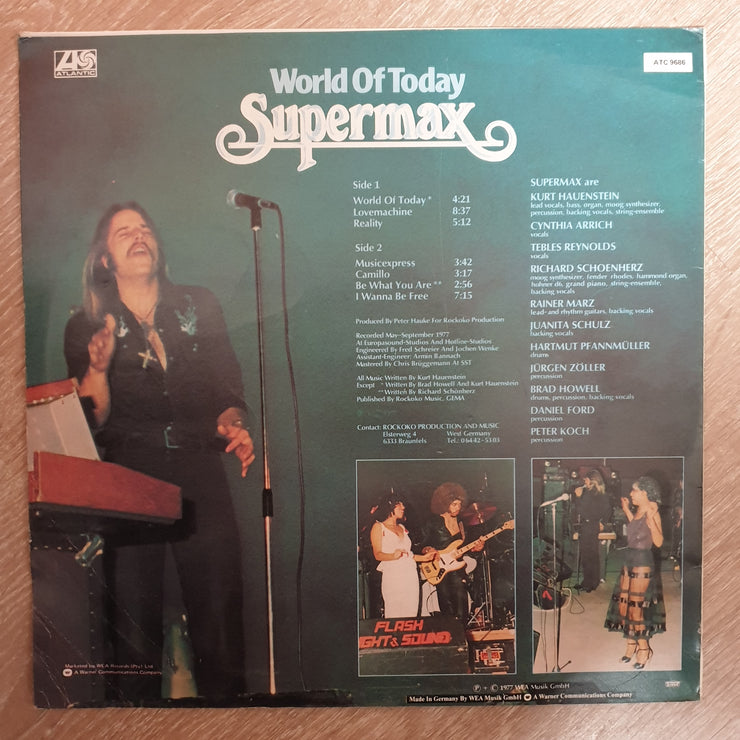 ATLANTIC
ATC 9686
World Of Today
Supermax
Side 1
World Of Today * 4:21
Lovemachine 8:37
Reality 5:12
Side 2
Musicexpress 3:42
Camillo 3:17
Be What You Are ** 2:56
I Wanna Be Free 7:15
Produced By Peter Hauke For Rockoko Production
Recorded May–September 1977
At Europasound-Studios And Hotline-Studios
Engineered By Fred Schreier And Jochen Wenke
Assistant-Engineer: Armin Bannach
Mastered By Chris Brüggemann At SST
All Music Written By Kurt Hauenstein
Except * Written By Brad Howell And Kurt Hauenstein
** Written By Richard Schönherz
Published By Rockoko Music, GEMA
Contact: ROCKOKO PRODUCTION AND MUSIC
Elsterweg 4 West Germany
6333 Braunfels Tel.: 0 64 42 – 53 03
SUPERMAX are
KURT HAUENSTEIN
lead vocals, bass, organ, moog synthesizer,
percussion, backing vocals, string-ensemble
CYNTHIA ARRICH
vocals
TEBLES REYNOLDS
vocals
RICHARD SCHOENHERZ
moog synthesizer, fender rhodes, hammond organ,
hohner d6, grand piano, string-ensemble,
backing vocals
RAINER MARZ
lead- and rhythm guitars, backing vocals
JUANITA SCHULZ
backing vocals
HARTMUT PFANNMÜLLER
drums
JÜRGEN ZÖLLER
percussion
BRAD HOWELL
drums, percussion, backing vocals
DANIEL FORD
percussion
PETER KOCH
percussion
FLASH
GHT & SOUND
Marketed by WEA Records (Pty) Ltd
A Warner Communications Company
℗ + © 1977 WEA Musik GmbH
Made In Germany By WEA Musik GmbH A Warner Communications Company